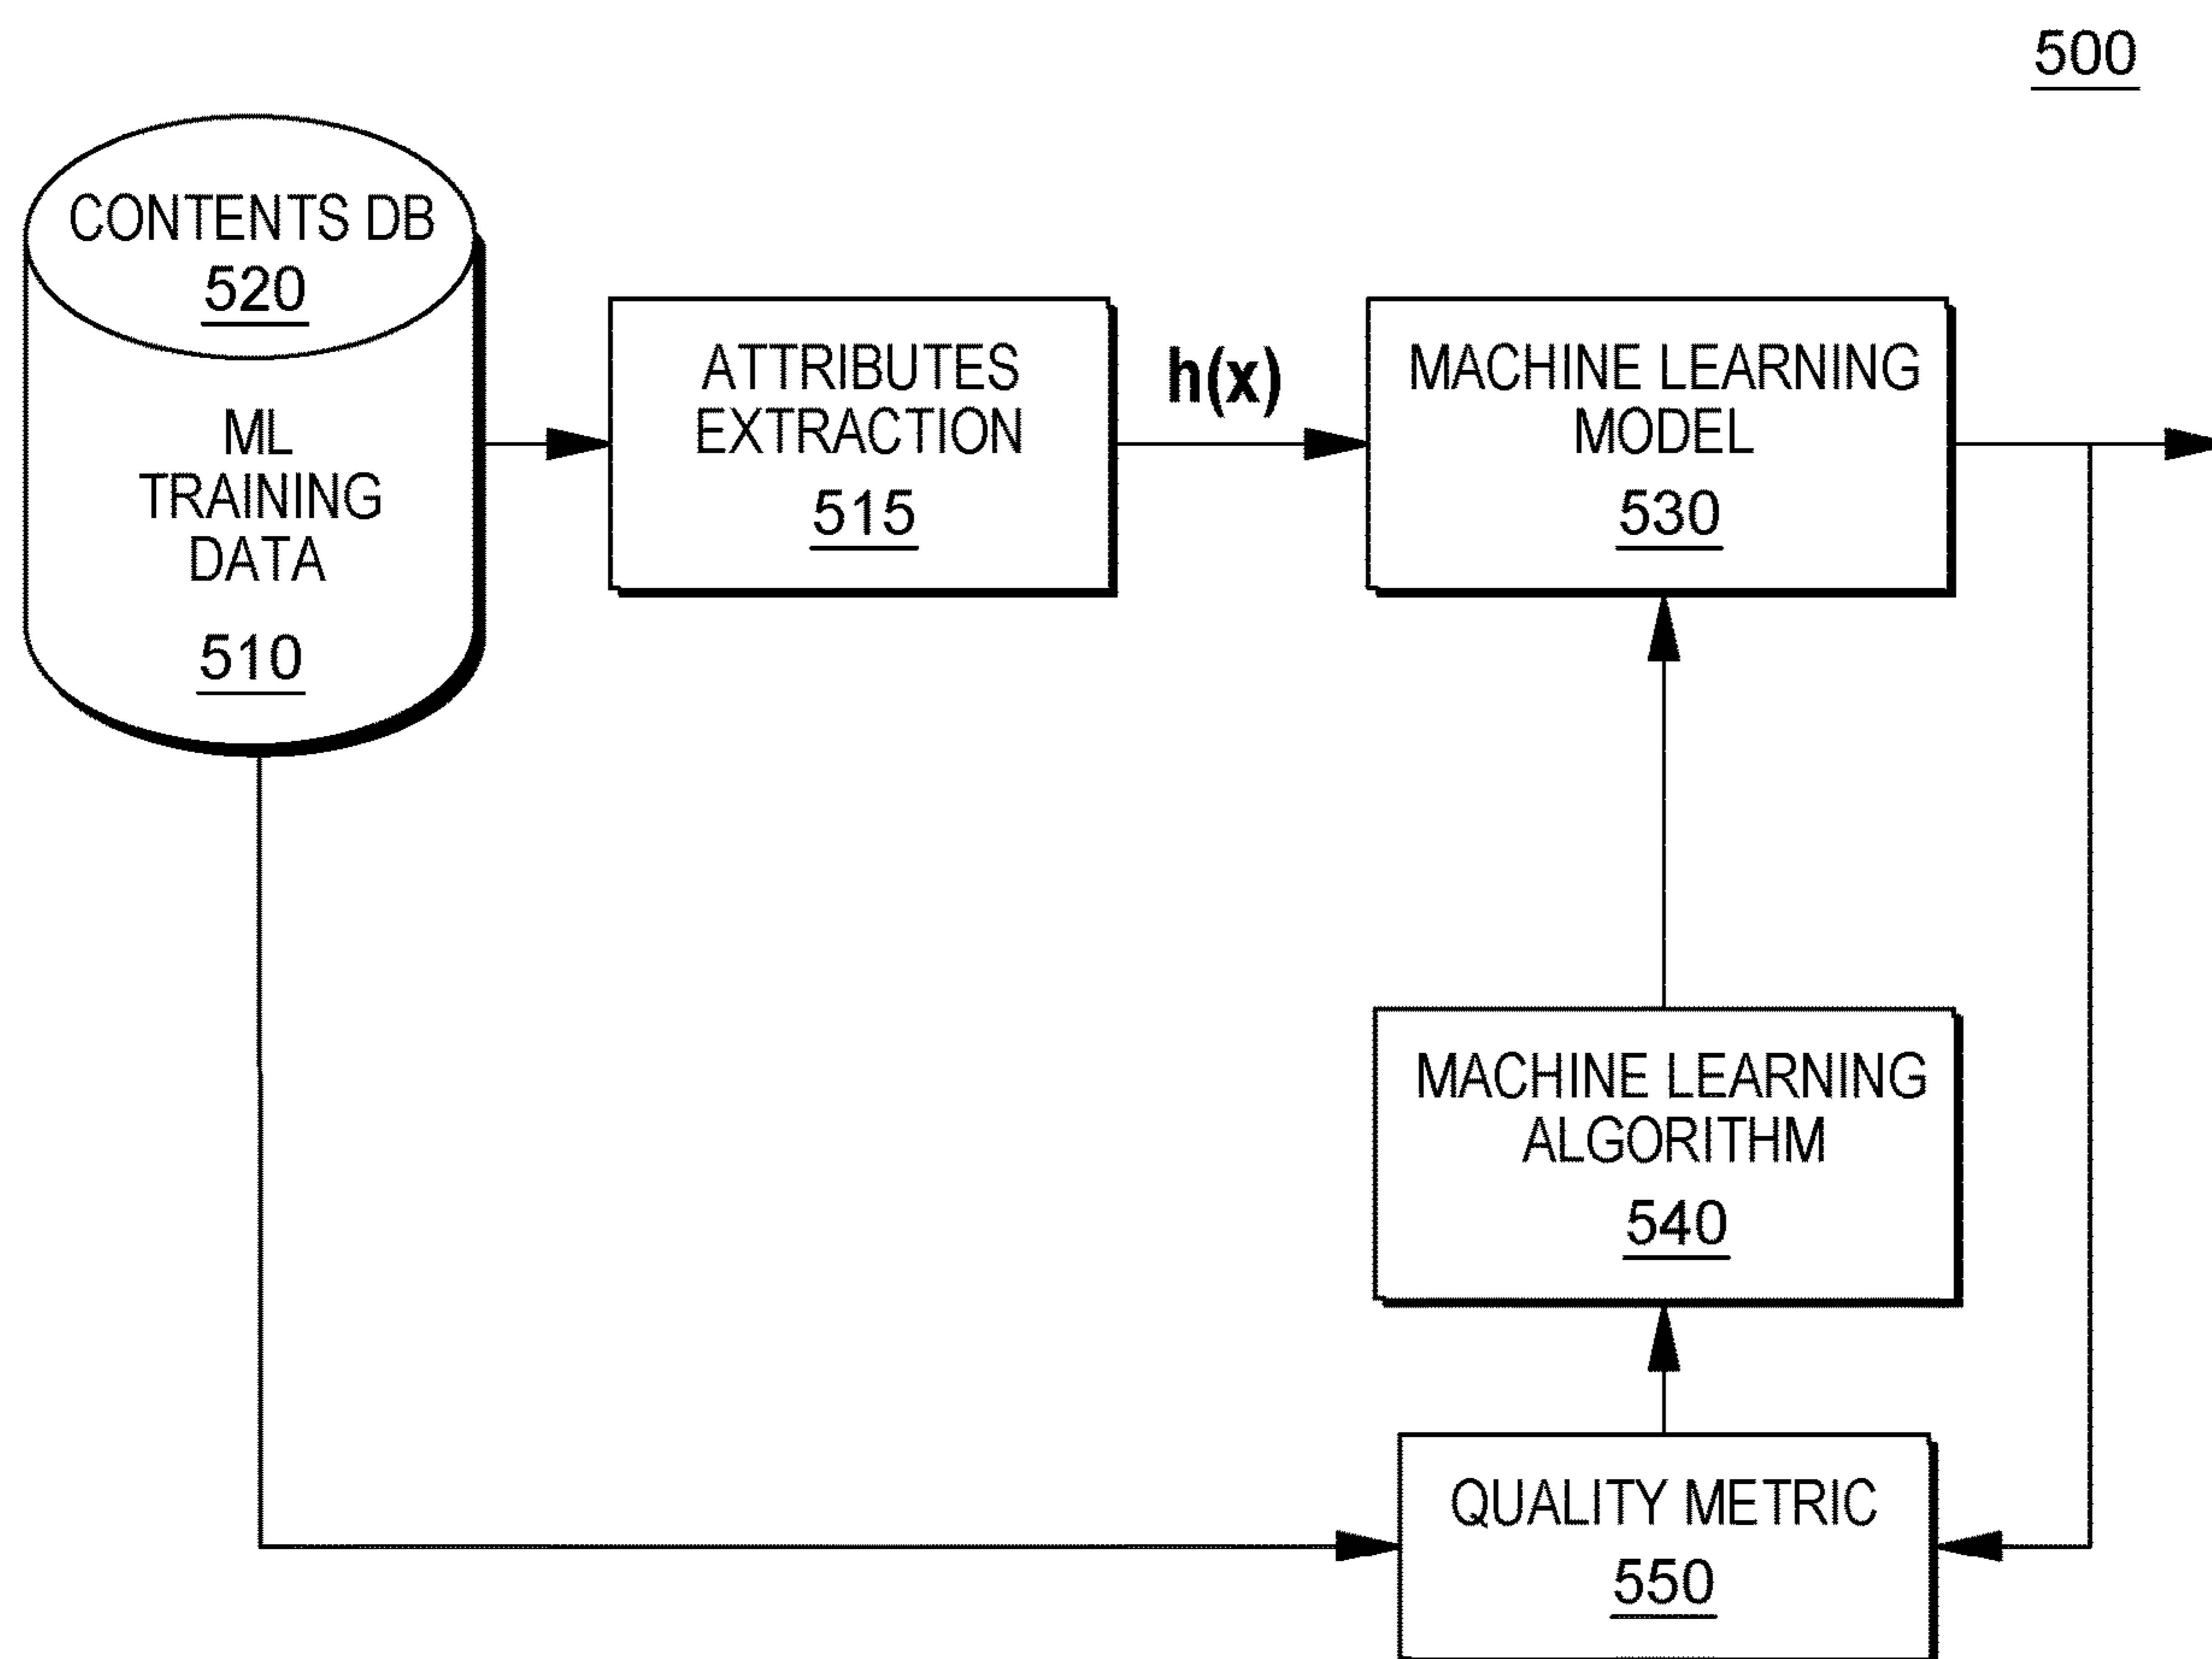 500
CONTENTS DB
520
ML
TRAINING
DATA
510
ATTRIBUTES
EXTRACTION
515
h(x)
MACHINE LEARNING
MODEL
530
MACHINE LEARNING
ALGORITHM
540
QUALITY METRIC
550